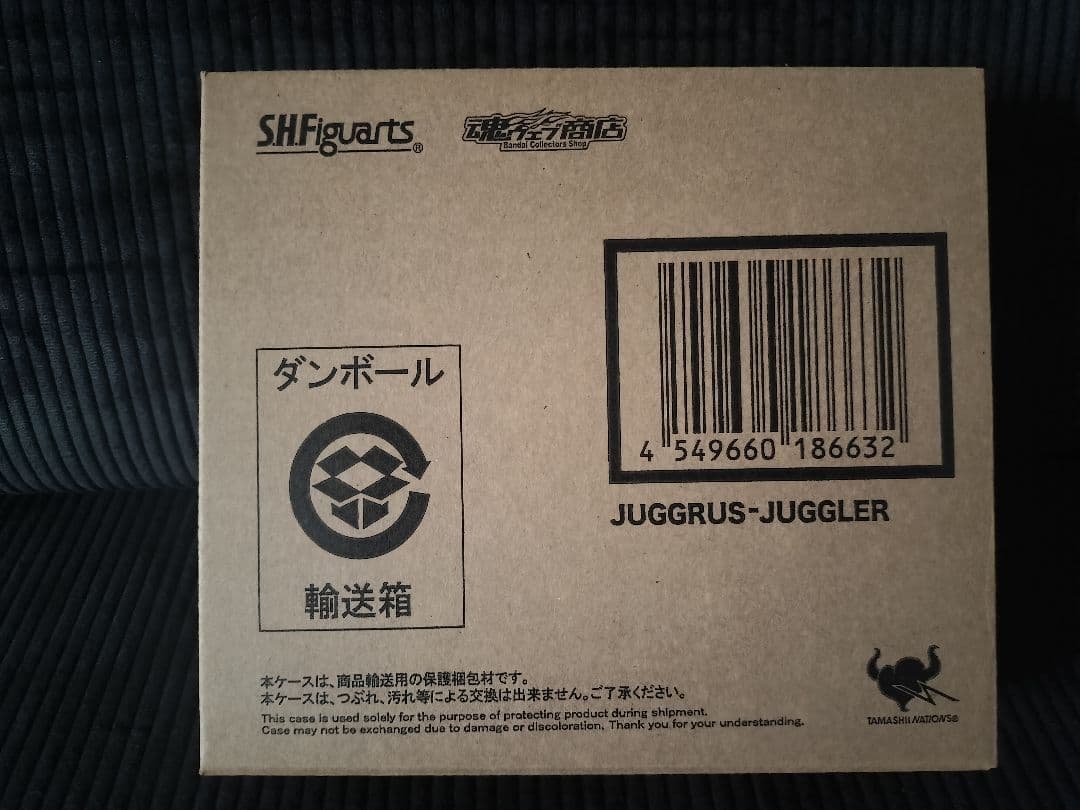 S.H.Figuarts®
魂ウェブ商店
Bandai Collectors Shop
4 549660 186632
JUGGRUS-JUGGLER
ダンボール
輸送箱
本ケースは、商品輸送用の保護梱包材です。
本ケースは、つぶれ、汚れ等による交換は出来ません。ご了承ください。
This case is used solely for the purpose of protecting product during shipment.
Case may not be exchanged due to damage or discoloration. Thank you for your understanding.
TAMASHII NATIONS®